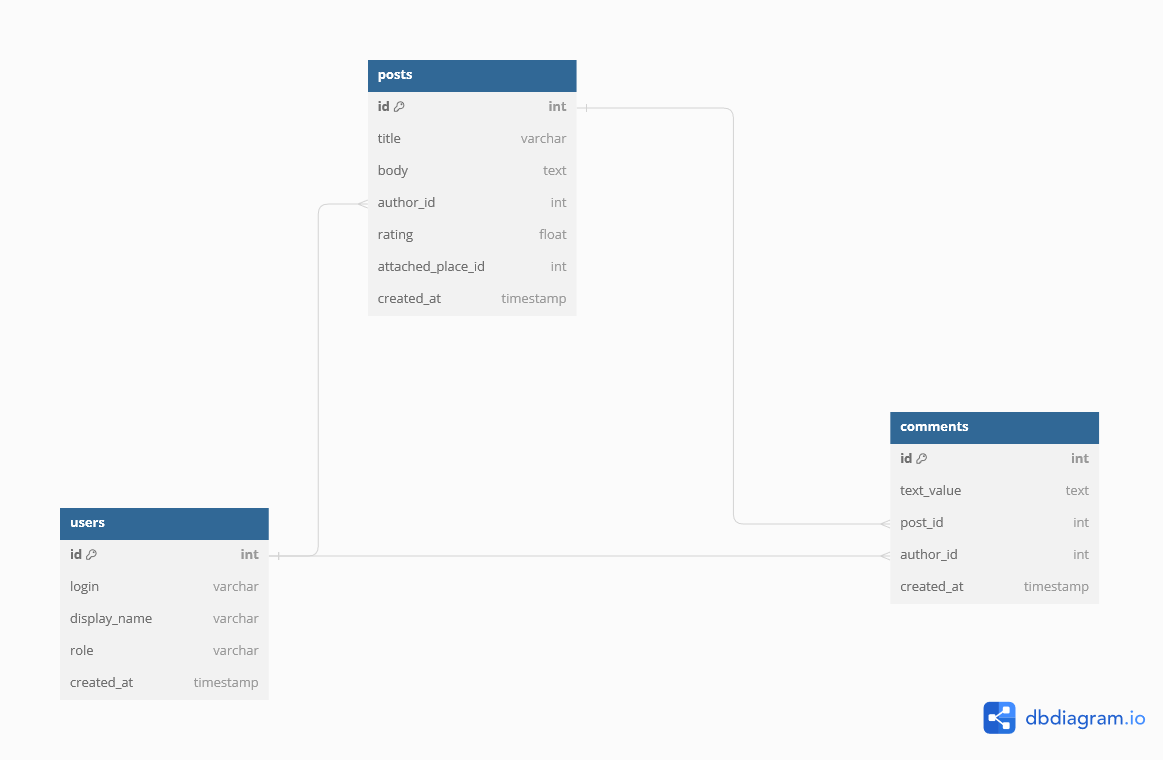 posts
id int
title varchar
body text
author_id int
rating float
attached_place_id int
created_at timestamp
comments
id int
text_value text
post_id int
author_id int
created_at timestamp
users
id int
login varchar
display_name varchar
role varchar
created_at timestamp
dbdiagram.io